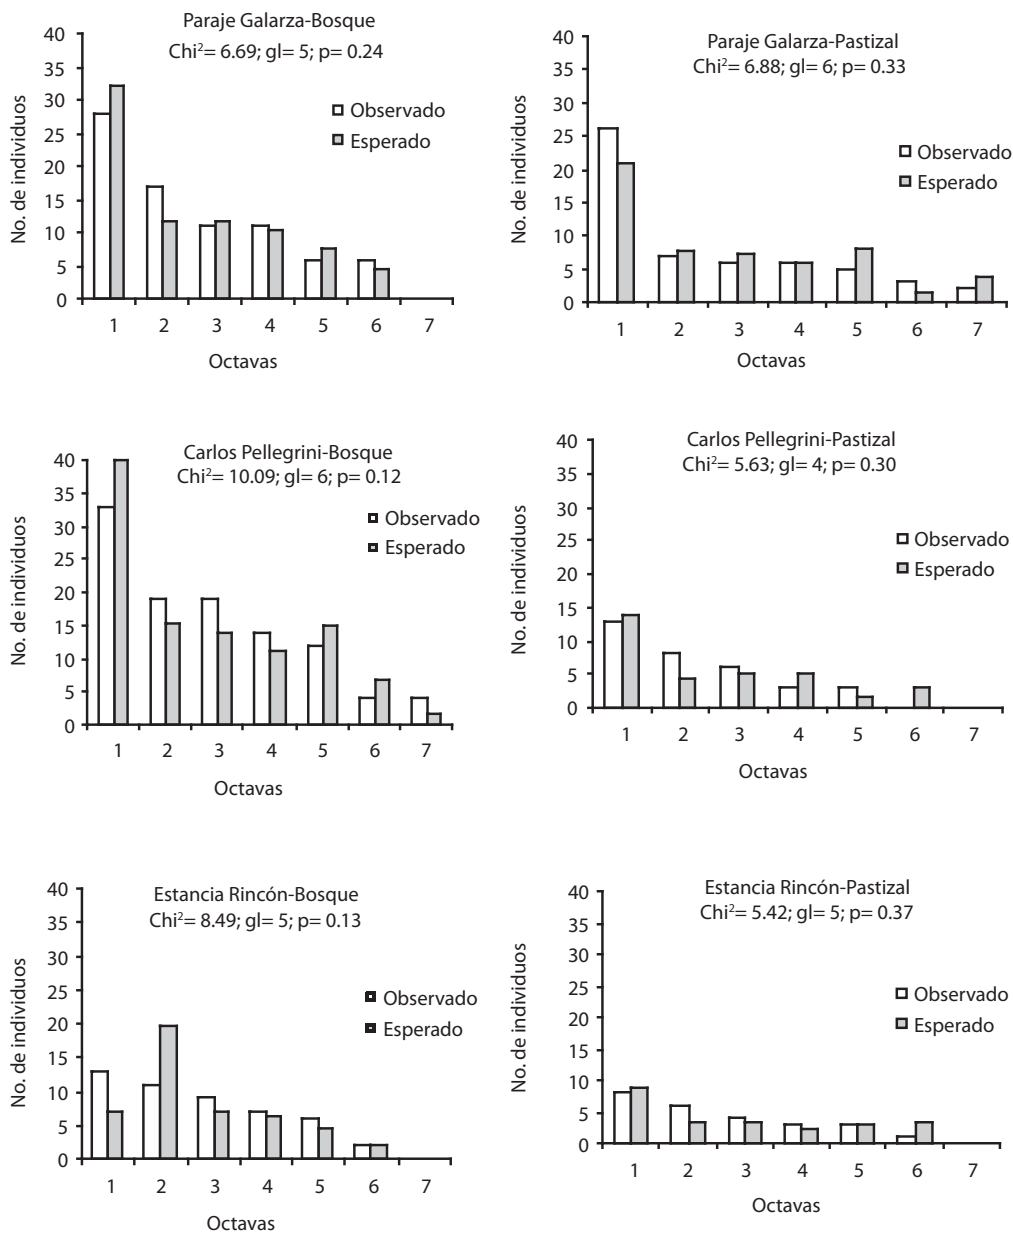 Paraje Galarza-Bosque
Chi²= 6.69; gl= 5; p= 0.24
No. de individuos
40
35
30
25
20
15
10
5
0
Observado
Esperado
1 2 3 4 5 6 7
Octavas
Paraje Galarza-Pastizal
Chi²= 6.88; gl= 6; p= 0.33
No. de individuos
40
35
30
25
20
15
10
5
0
Observado
Esperado
1 2 3 4 5 6 7
Octavas
Carlos Pellegrini-Bosque
Chi²= 10.09; gl= 6; p= 0.12
No. de individuos
40
35
30
25
20
15
10
5
0
Observado
Esperado
1 2 3 4 5 6 7
Octavas
Carlos Pellegrini-Pastizal
Chi²= 5.63; gl= 4; p= 0.30
No. de individuos
40
35
30
25
20
15
10
5
0
Observado
Esperado
1 2 3 4 5 6 7
Octavas
Estancia Rincón-Bosque
Chi²= 8.49; gl= 5; p= 0.13
No. de individuos
40
35
30
25
20
15
10
5
0
Observado
Esperado
1 2 3 4 5 6 7
Octavas
Estancia Rincón-Pastizal
Chi²= 5.42; gl= 5; p= 0.37
No. de individuos
40
35
30
25
20
15
10
5
0
Observado
Esperado
1 2 3 4 5 6 7
Octavas